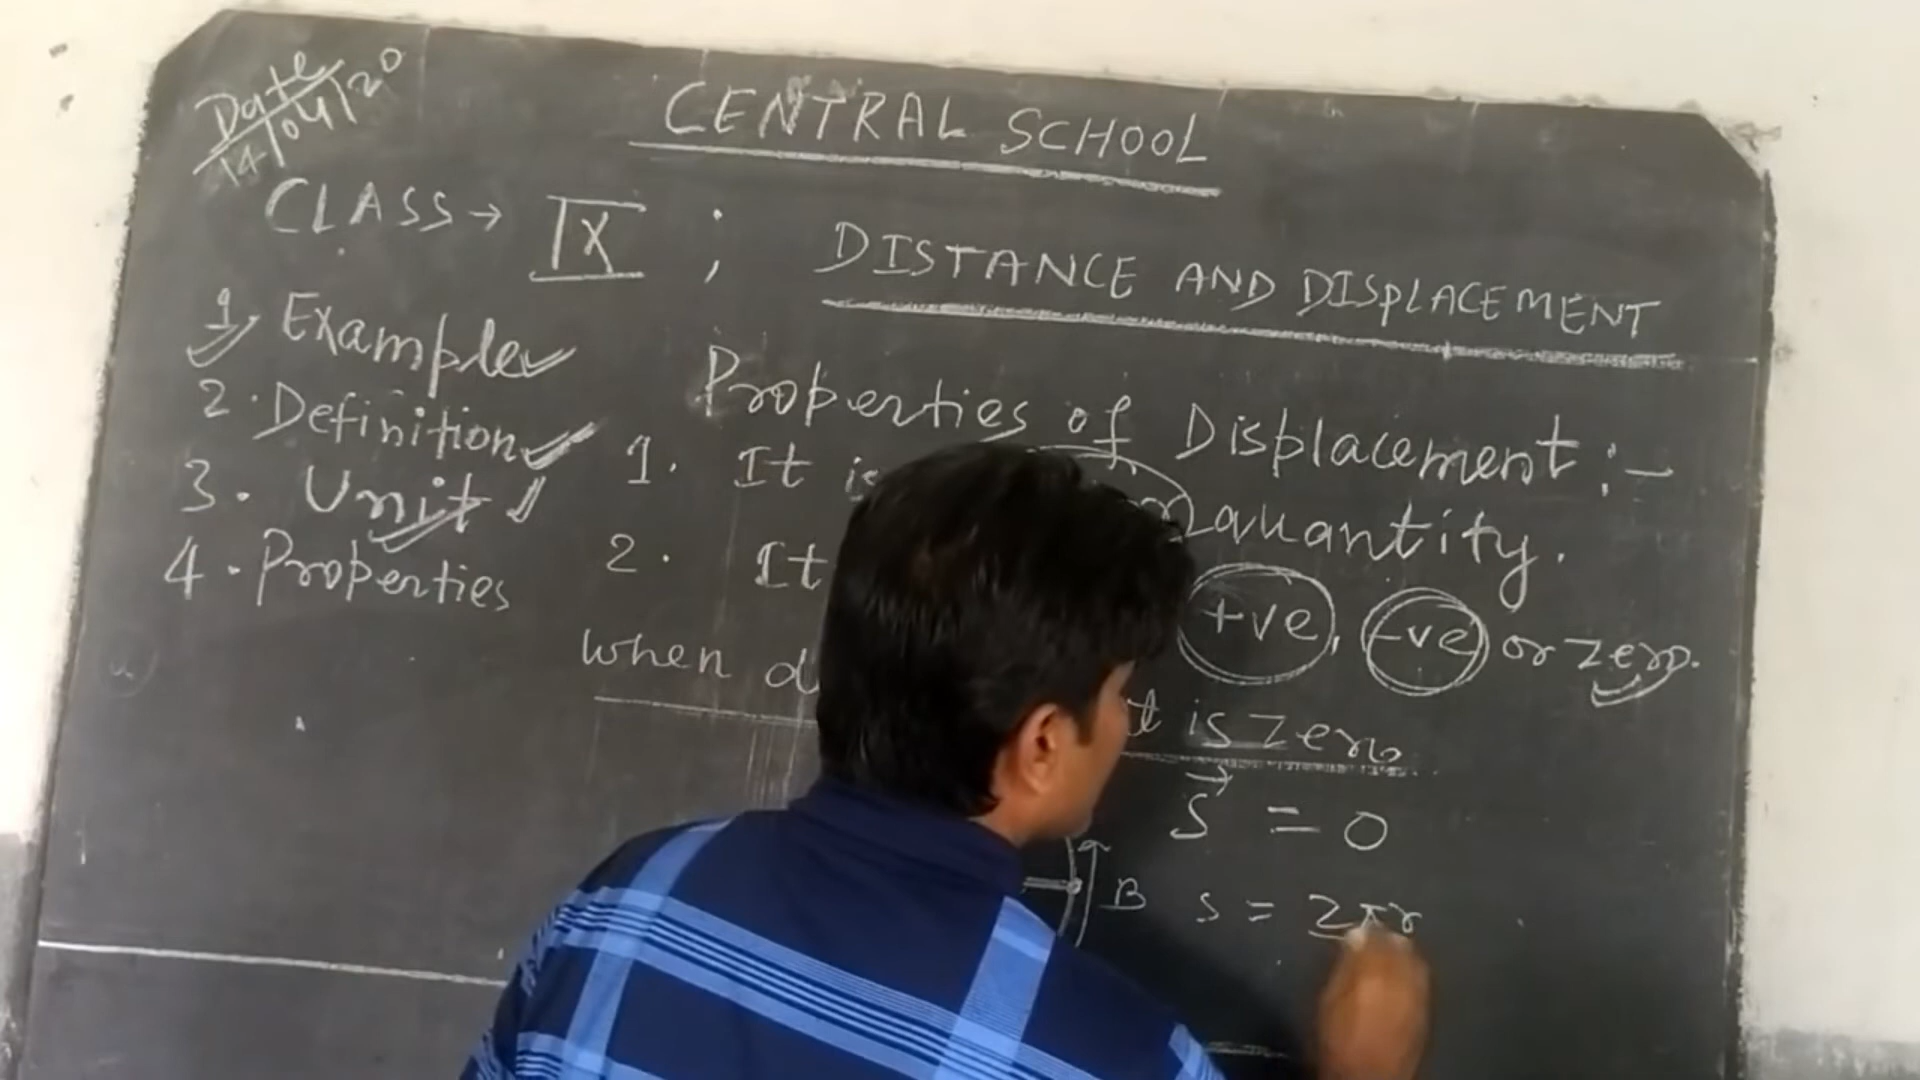 Date
14/04/20
CENTRAL SCHOOL
CLASS → IX ; DISTANCE AND DISPLACEMENT
1. Example
2. Definition
3. Unit
4. Properties
Properties of Displacement :-
1. It is Quantity.
2. It +ve, -ve or zero.
when is zero
S⃗ = 0
B s = 2πr